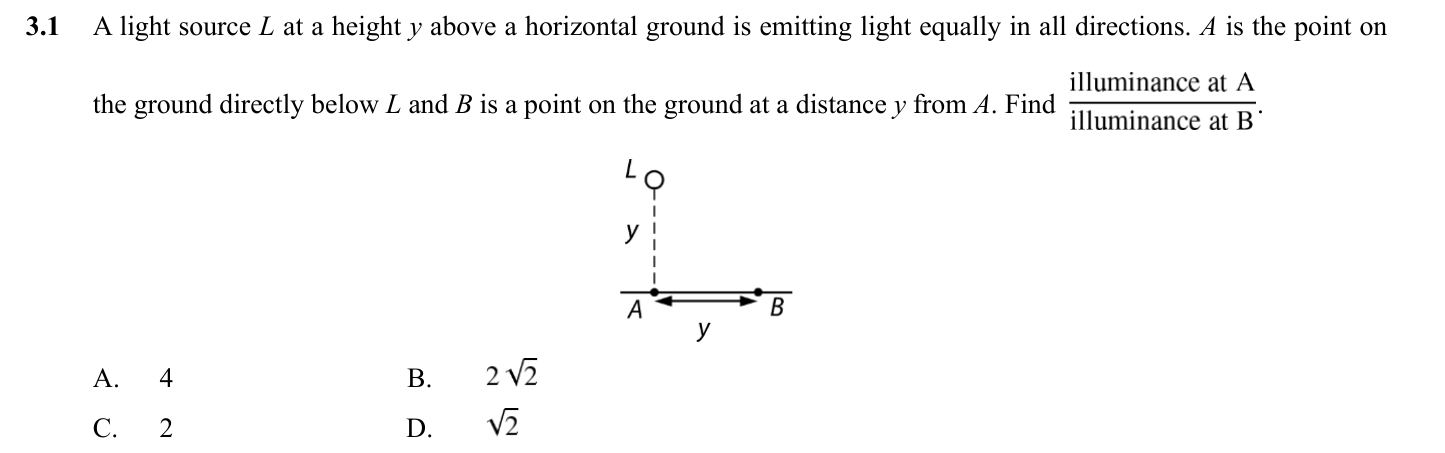 3.1 A light source L at a height y above a horizontal ground is emitting light equally in all directions. A is the point on
the ground directly below L and B is a point on the ground at a distance y from A. Find illuminance at A / illuminance at B.
L
y
A B
y
A. 4 B. 2√2
C. 2 D. √2